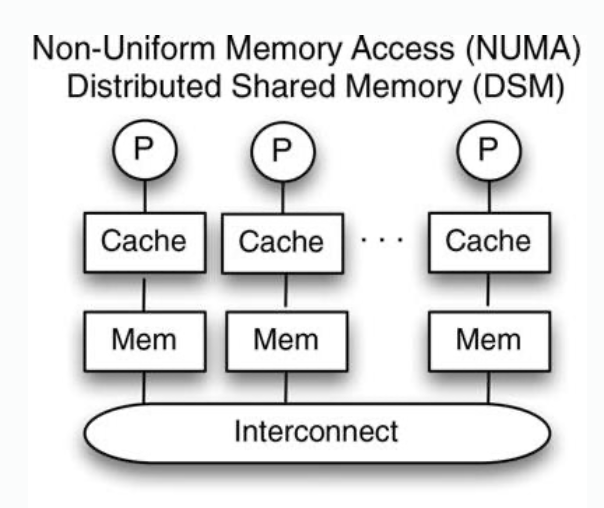 Non-Uniform Memory Access (NUMA)
Distributed Shared Memory (DSM)
P P P
Cache Cache . . . Cache
Mem Mem Mem
Interconnect